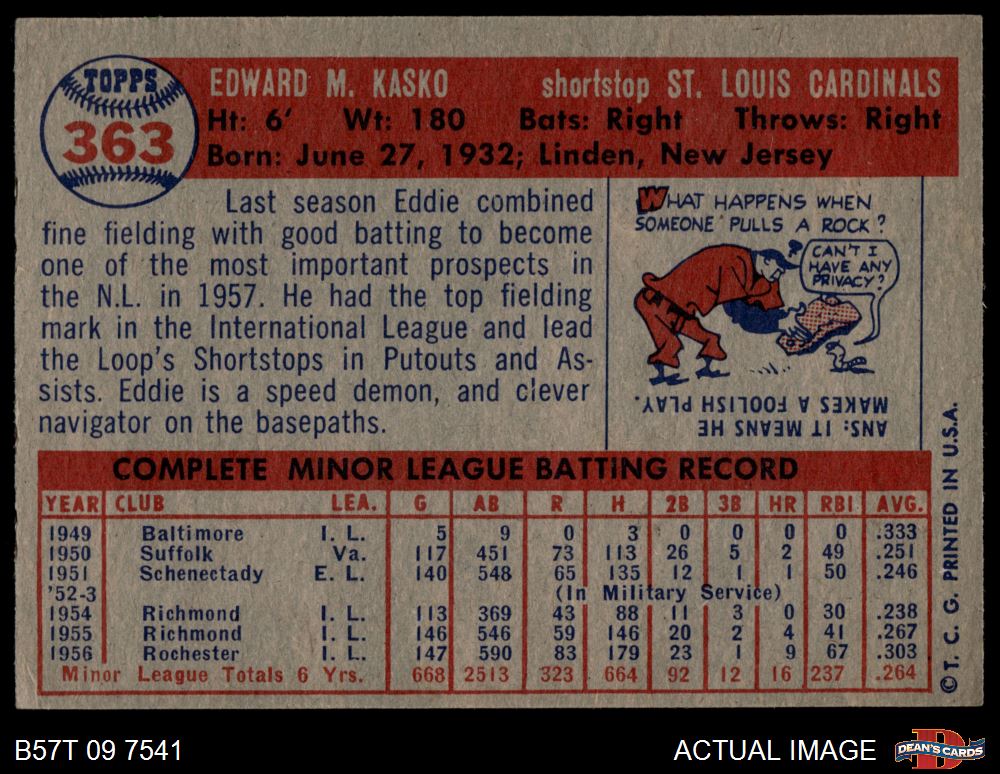 TOPPS
363
EDWARD M. KASKO shortstop ST. LOUIS CARDINALS
Ht: 6' Wt: 180 Bats: Right Throws: Right
Born: June 27, 1932; Linden, New Jersey
Last season Eddie combined
fine fielding with good batting to become
one of the most important prospects in
the N.L. in 1957. He had the top fielding
mark in the International League and lead
the Loop's Shortstops in Putouts and As-
sists. Eddie is a speed demon, and clever
navigator on the basepaths.
WHAT HAPPENS WHEN
SOMEONE PULLS A ROCK?
CAN'T I
HAVE ANY
PRIVACY?
ANS: IT MEANS HE
MAKES A FOOLISH PLAY.
COMPLETE MINOR LEAGUE BATTING RECORD
YEAR CLUB LEA. G AB R H 2B 3B HR RBI AVG.
1949 Baltimore I. L. 5 9 0 3 0 0 0 0 .333
1950 Suffolk Va. 117 451 73 113 26 5 2 49 .251
1951 Schenectady E. L. 140 548 65 135 12 1 1 50 .246
'52-3 (In Military Service)
1954 Richmond I. L. 113 369 43 88 11 3 0 30 .238
1955 Richmond I. L. 146 546 59 146 20 2 4 41 .267
1956 Rochester I. L. 147 590 83 179 23 1 9 67 .303
Minor League Totals 6 Yrs. 668 2513 323 664 92 12 16 237 .264
© T. C. G. PRINTED IN U.S.A.
B57T 09 7541 ACTUAL IMAGE
D
DEAN'S CARDS